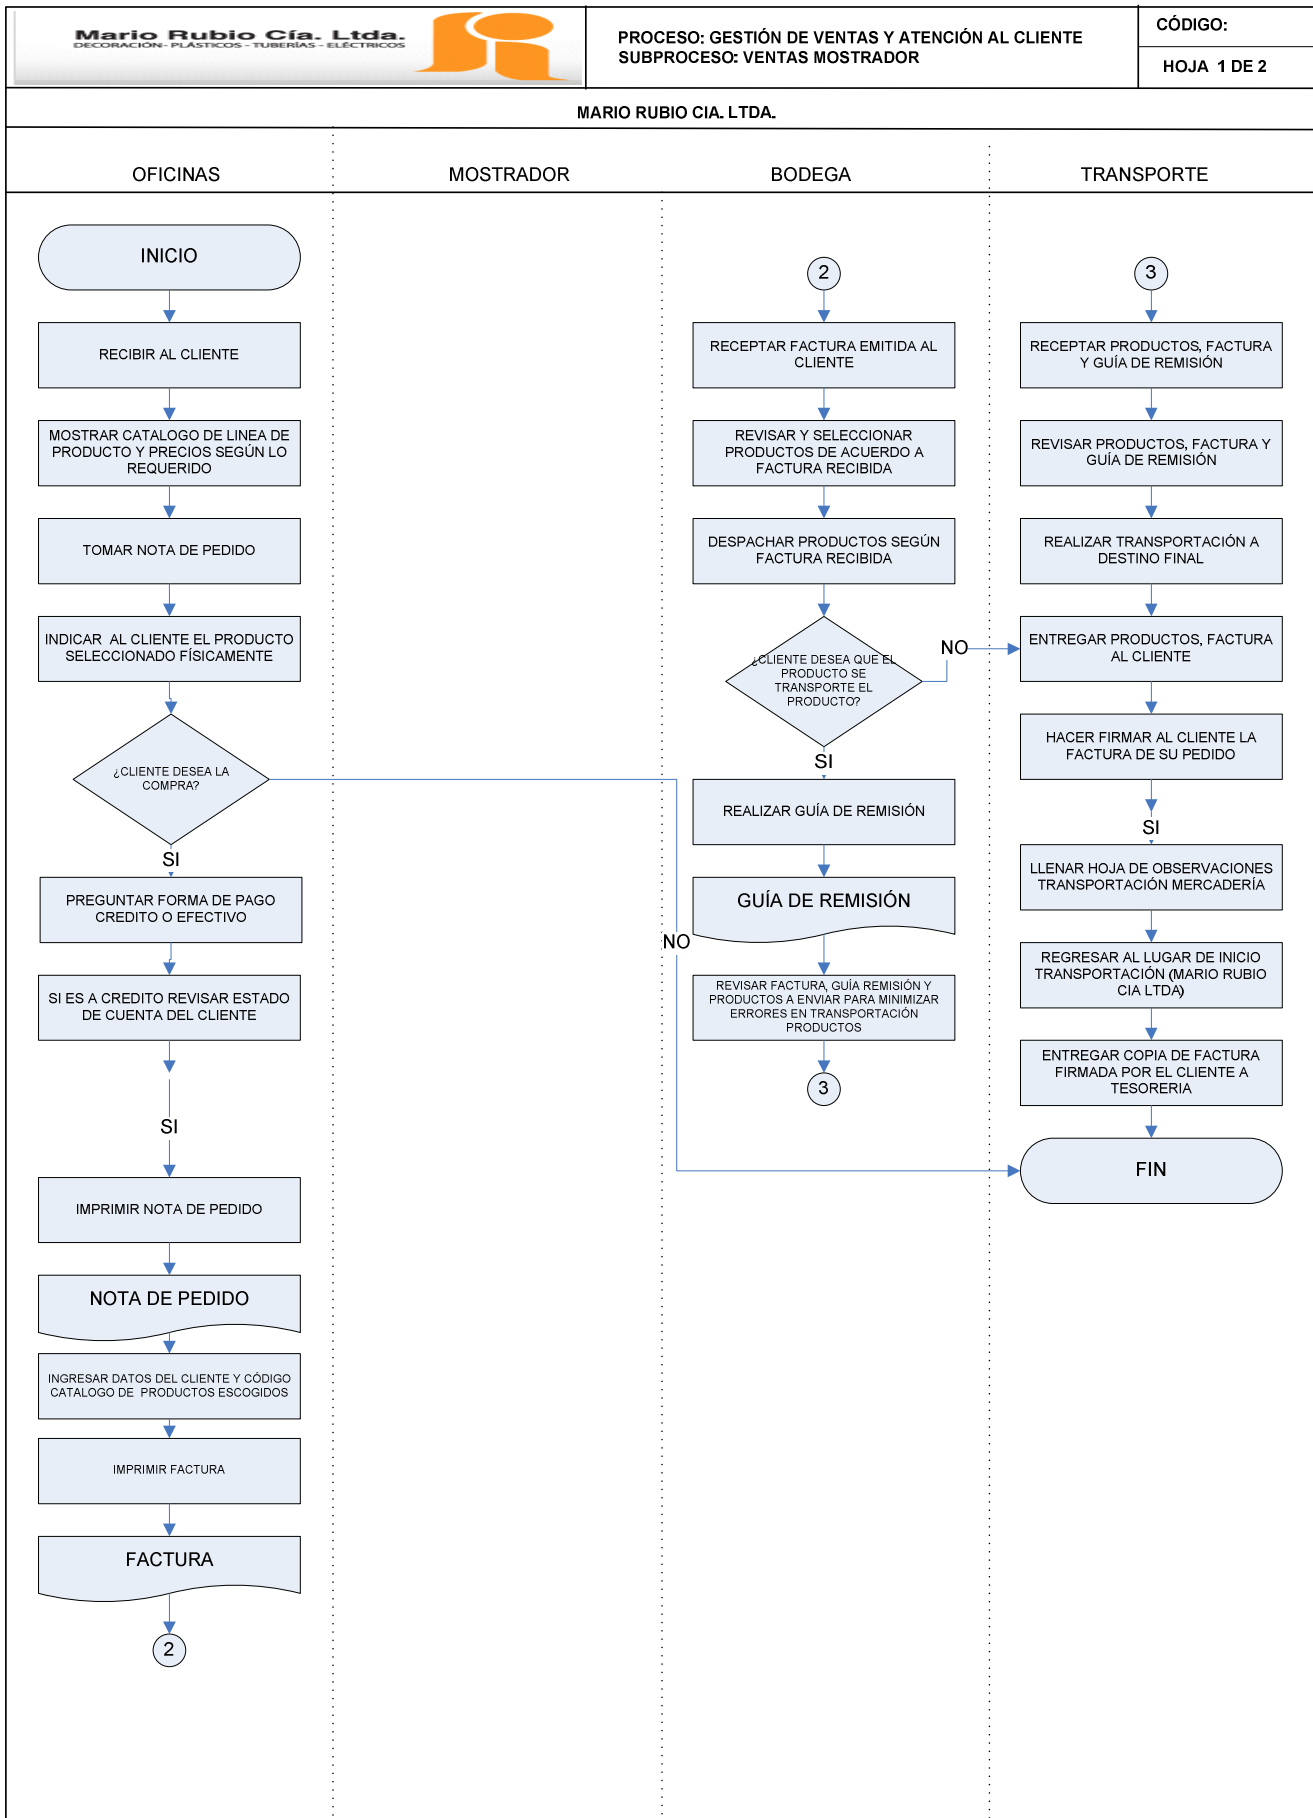 Mario Rubio Cía. Ltda.
DECORACIÓN- PLÁSTICOS - TUBERÍAS - ELÉCTRICOS
PROCESO: GESTIÓN DE VENTAS Y ATENCIÓN AL CLIENTE
SUBPROCESO: VENTAS MOSTRADOR
CÓDIGO:
HOJA 1 DE 2
MARIO RUBIO CIA. LTDA.
OFICINAS
MOSTRADOR
BODEGA
TRANSPORTE
INICIO
RECIBIR AL CLIENTE
MOSTRAR CATALOGO DE LINEA DE
PRODUCTO Y PRECIOS SEGÚN LO
REQUERIDO
TOMAR NOTA DE PEDIDO
INDICAR AL CLIENTE EL PRODUCTO
SELECCIONADO FÍSICAMENTE
¿CLIENTE DESEA LA
COMPRA?
SI
PREGUNTAR FORMA DE PAGO
CREDITO O EFECTIVO
SI ES A CREDITO REVISAR ESTADO
DE CUENTA DEL CLIENTE
SI
IMPRIMIR NOTA DE PEDIDO
NOTA DE PEDIDO
INGRESAR DATOS DEL CLIENTE Y CÓDIGO
CATALOGO DE PRODUCTOS ESCOGIDOS
IMPRIMIR FACTURA
FACTURA
2
NO
2
RECEPTAR FACTURA EMITIDA AL
CLIENTE
REVISAR Y SELECCIONAR
PRODUCTOS DE ACUERDO A
FACTURA RECIBIDA
DESPACHAR PRODUCTOS SEGÚN
FACTURA RECIBIDA
¿CLIENTE DESEA QUE EL
PRODUCTO SE
TRANSPORTE EL
PRODUCTO?
NO
SI
REALIZAR GUÍA DE REMISIÓN
GUÍA DE REMISIÓN
REVISAR FACTURA, GUÍA REMISIÓN Y
PRODUCTOS A ENVIAR PARA MINIMIZAR
ERRORES EN TRANSPORTACIÓN
PRODUCTOS
3
3
RECEPTAR PRODUCTOS, FACTURA
Y GUÍA DE REMISIÓN
REVISAR PRODUCTOS, FACTURA Y
GUÍA DE REMISIÓN
REALIZAR TRANSPORTACIÓN A
DESTINO FINAL
ENTREGAR PRODUCTOS, FACTURA
AL CLIENTE
HACER FIRMAR AL CLIENTE LA
FACTURA DE SU PEDIDO
SI
LLENAR HOJA DE OBSERVACIONES
TRANSPORTACIÓN MERCADERÍA
REGRESAR AL LUGAR DE INICIO
TRANSPORTACIÓN (MARIO RUBIO
CIA LTDA)
ENTREGAR COPIA DE FACTURA
FIRMADA POR EL CLIENTE A
TESORERIA
FIN